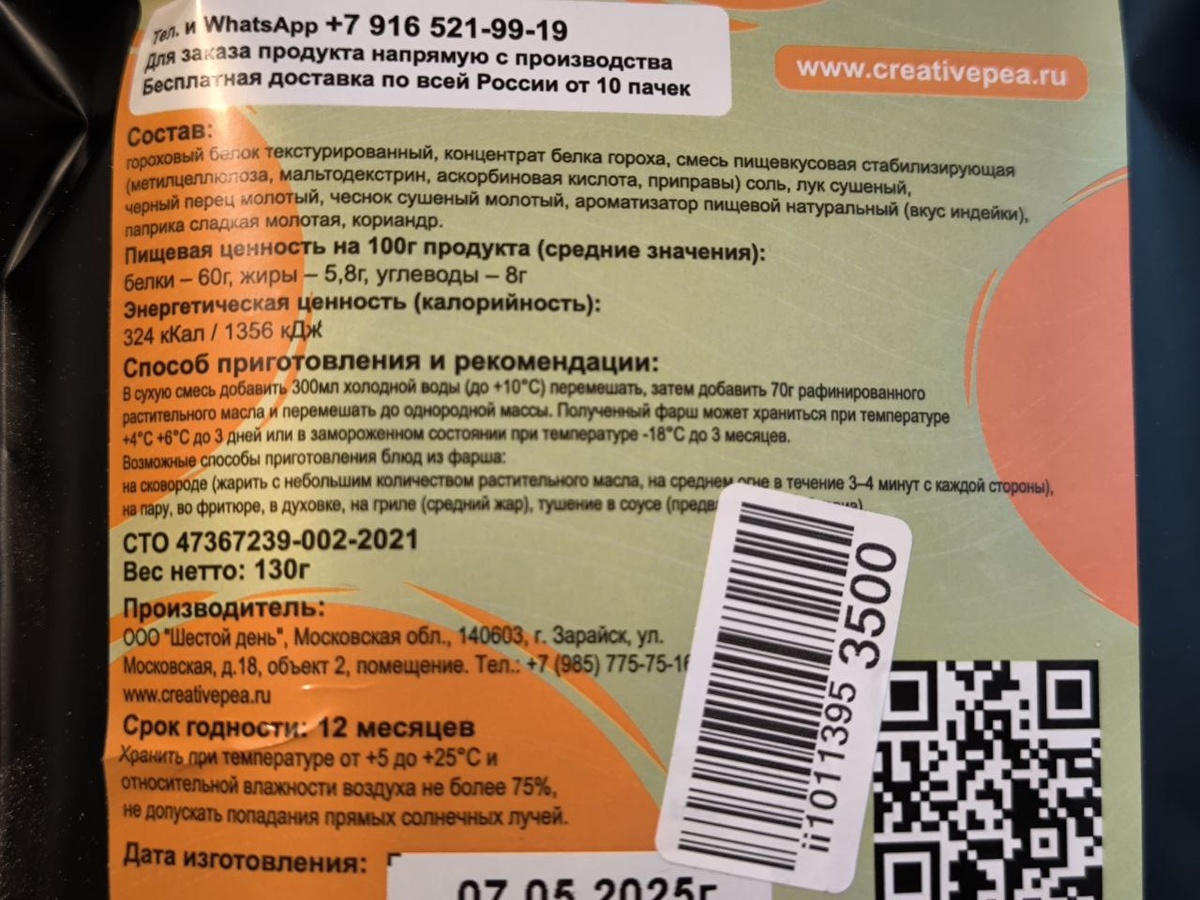 Тел. и WhatsApp +7 916 521-99-19
Для заказа продукта напрямую с производства
Бесплатная доставка по всей России от 10 пачек
www.creativepea.ru
Состав:
гороховый белок текстурированный, концентрат белка гороха, смесь пищевкусовая стабилизирующая
(метилцеллюлоза, мальтодекстрин, аскорбиновая кислота, приправы) соль, лук сушеный,
черный перец молотый, чеснок сушеный молотый, ароматизатор пищевой натуральный (вкус индейки),
паприка сладкая молотая, кориандр.
Пищевая ценность на 100г продукта (средние значения):
белки – 60г, жиры – 5,8г, углеводы – 8г
Энергетическая ценность (калорийность):
324 кКал / 1356 кДж
Способ приготовления и рекомендации:
В сухую смесь добавить 300мл холодной воды (до +10°C) перемешать, затем добавить 70г рафинированного
растительного масла и перемешать до однородной массы. Полученный фарш может храниться при температуре
+4°C +6°C до 3 дней или в замороженном состоянии при температуре -18°C до 3 месяцев.
Возможные способы приготовления блюд из фарша:
на сковороде (жарить с небольшим количеством растительного масла, на среднем огне в течение 3–4 минут с каждой стороны),
на пару, во фритюре, в духовке, на гриле (средний жар), тушение в соусе
СТО 47367239-002-2021
Вес нетто: 130г
Производитель:
ООО "Шестой день", Московская обл., 140603, г. Зарайск, ул.
Московская, д.18, объект 2, помещение. Тел.: +7 (985) 775-75-16
www.creativepea.ru
Срок годности: 12 месяцев
Хранить при температуре от +5 до +25°C и
относительной влажности воздуха не более 75%,
не допускать попадания прямых солнечных лучей.
Дата изготовления:
07.05.2025г
ii1011395 3500